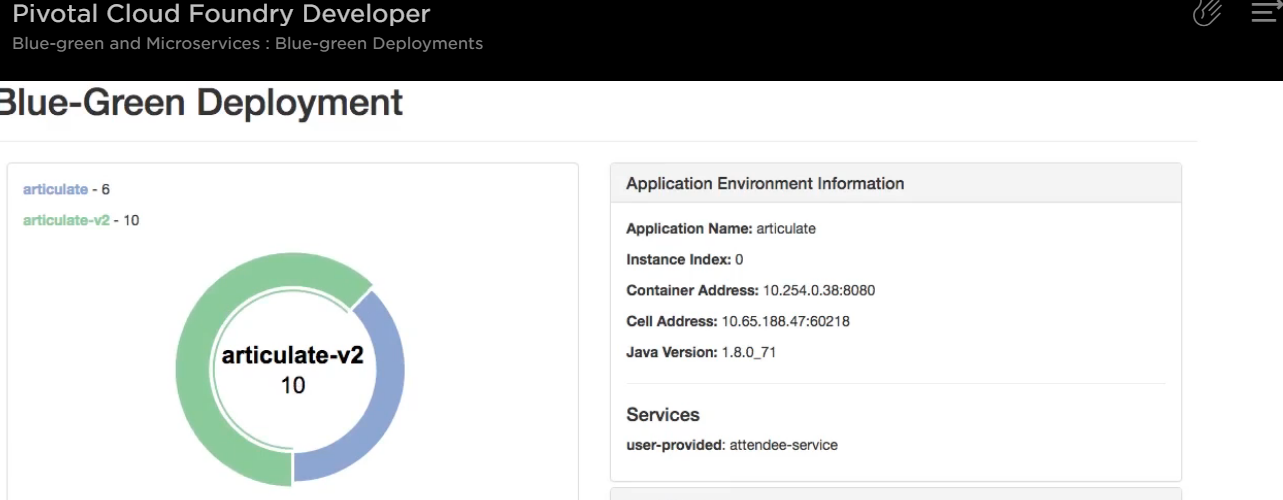 Pivotal Cloud Foundry Developer
Blue-green and Microservices : Blue-green Deployments
Blue-Green Deployment
articulate - 6
articulate-v2 - 10
articulate-v2
10
Application Environment Information
Application Name: articulate
Instance Index: 0
Container Address: 10.254.0.38:8080
Cell Address: 10.65.188.47:60218
Java Version: 1.8.0_71
Services
user-provided: attendee-service